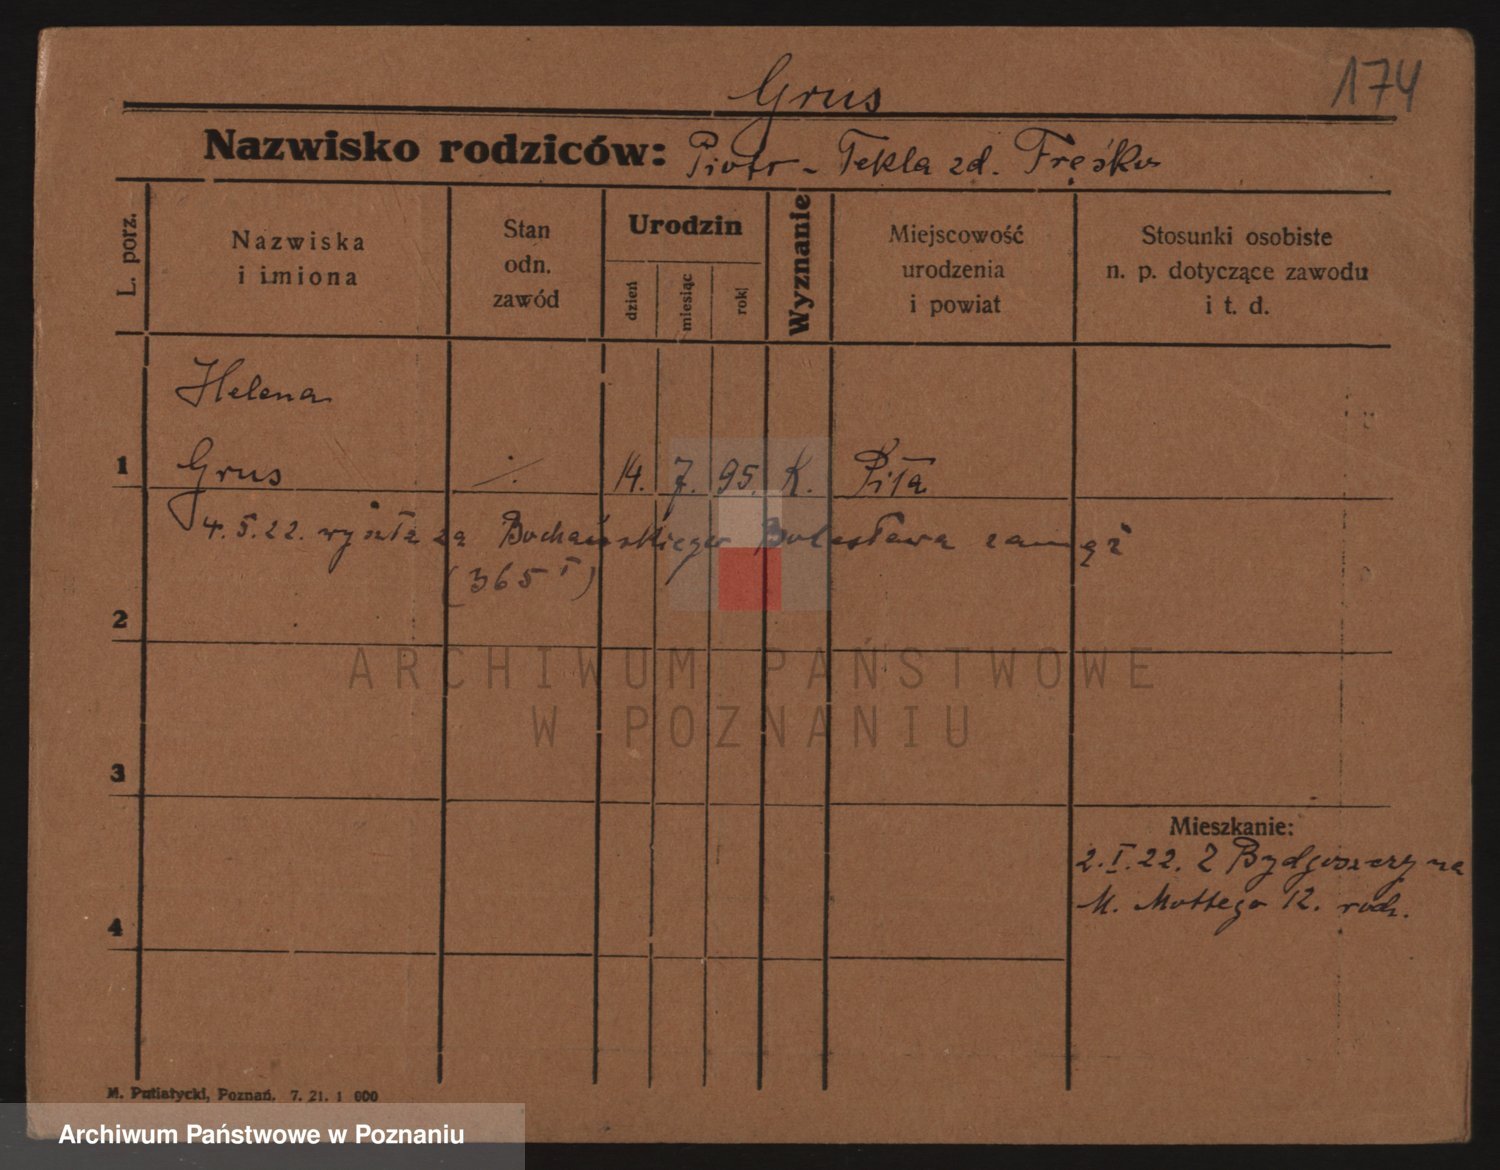 174
Grus
Nazwisko rodziców: Piotr - Tekla zd. Fręśko
L. porz.
Nazwiska
i imiona
Stan
odn.
zawód
Urodzin
dzień
miesiąc
rok
Wyznanie
Miejscowość
urodzenia
i powiat
Stosunki osobiste
n. p. dotyczące zawodu
i t. d.
Helena
1 Grus ./. 14. 7. 95. K. Piła
4. 5. 22. wyszła za Bochańskiego Bolesława zamąż
(365 I)
2
ARCHIWUM PAŃSTWOWE
W POZNANIU
3
Mieszkanie:
2. I. 22. Z Bydgoszczy na
M. Mottego 12. rodz.
4
M. Putiatycki, Poznań. 7. 21. 1 000
Archiwum Państwowe w Poznaniu